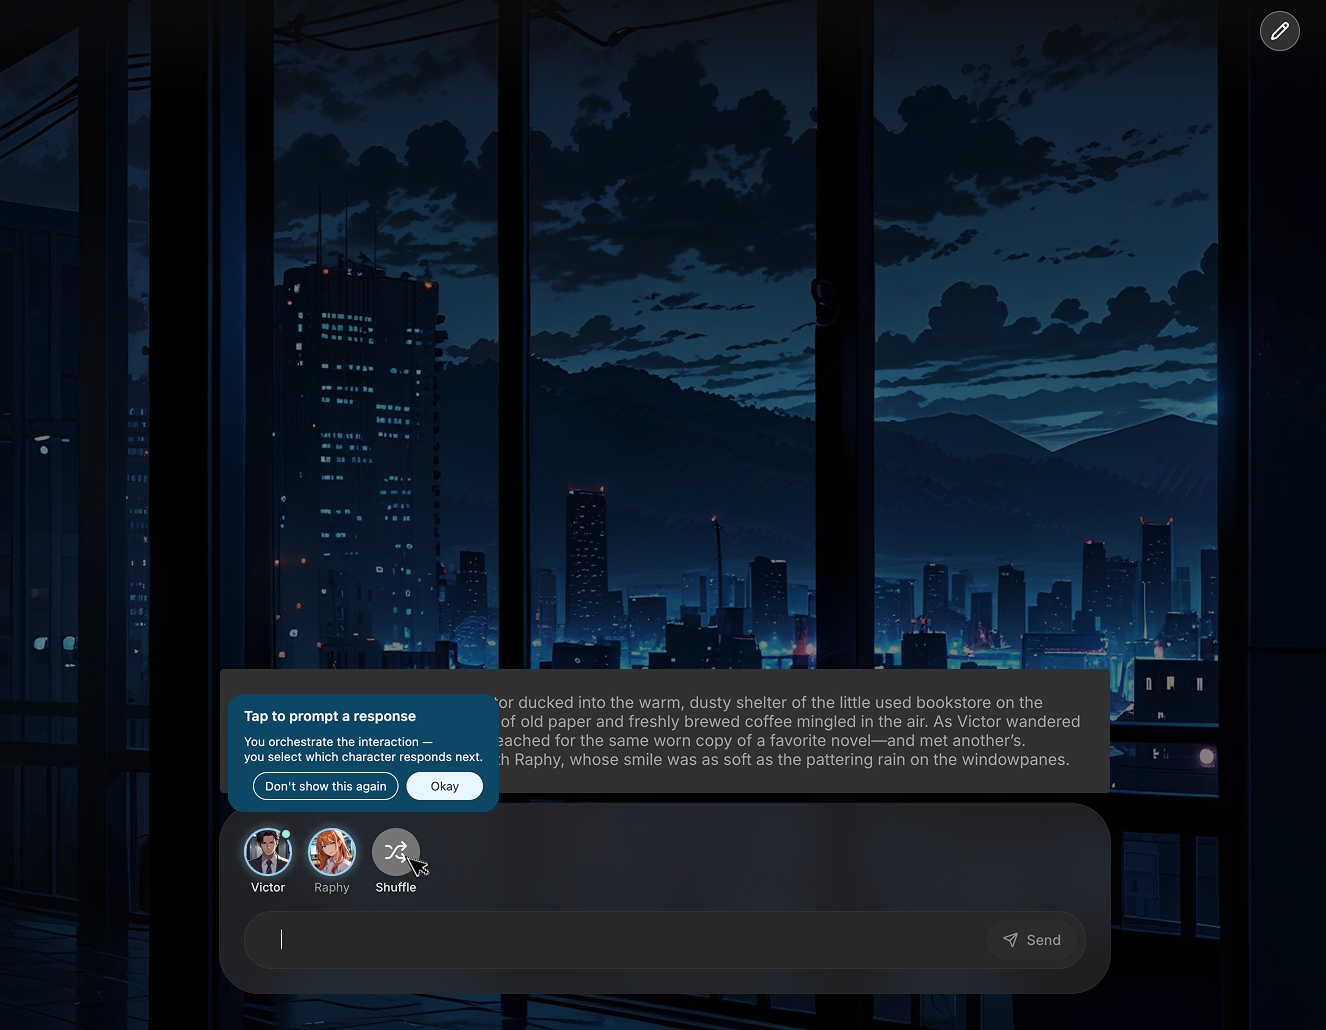 tor ducked into the warm, dusty shelter of the little used bookstore on the
of old paper and freshly brewed coffee mingled in the air. As Victor wandered
eached for the same worn copy of a favorite novel—and met another's.
th Raphy, whose smile was as soft as the pattering rain on the windowpanes.
Tap to prompt a response
You orchestrate the interaction —
you select which character responds next.
Don't show this again
Okay
Victor
Raphy
Shuffle
Send